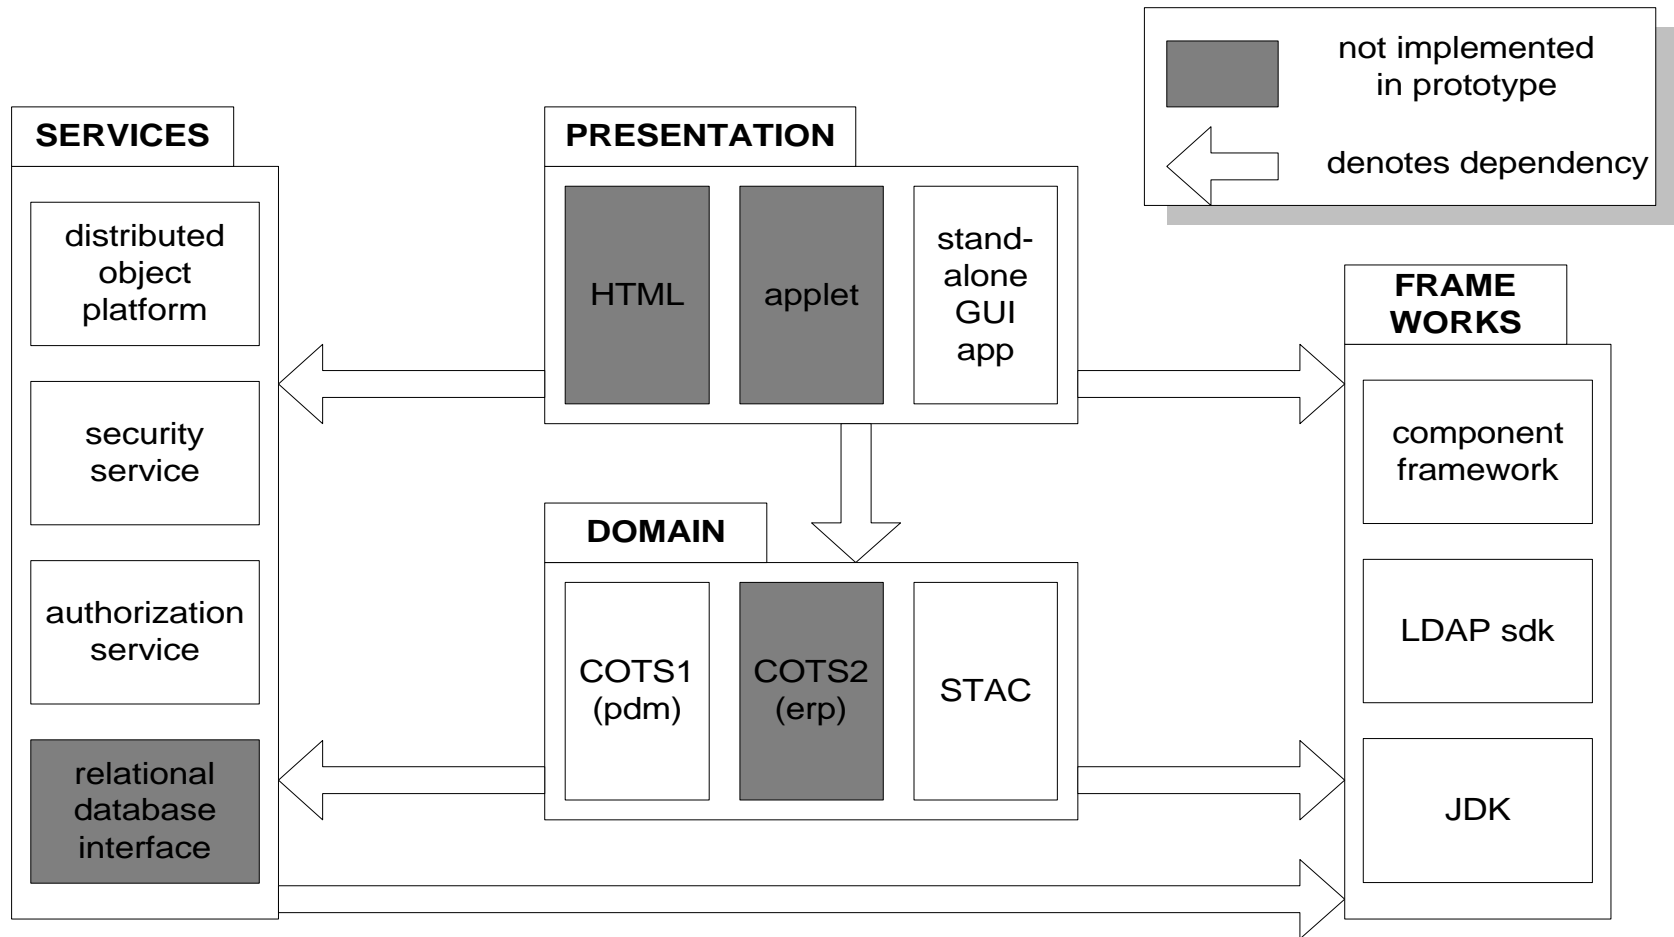 not implemented
in prototype
denotes dependency
SERVICES
distributed
object
platform
security
service
authorization
service
relational
database
interface
PRESENTATION
HTML
applet
stand-
alone
GUI
app
DOMAIN
COTS1
(pdm)
COTS2
(erp)
STAC
FRAME
WORKS
component
framework
LDAP sdk
JDK